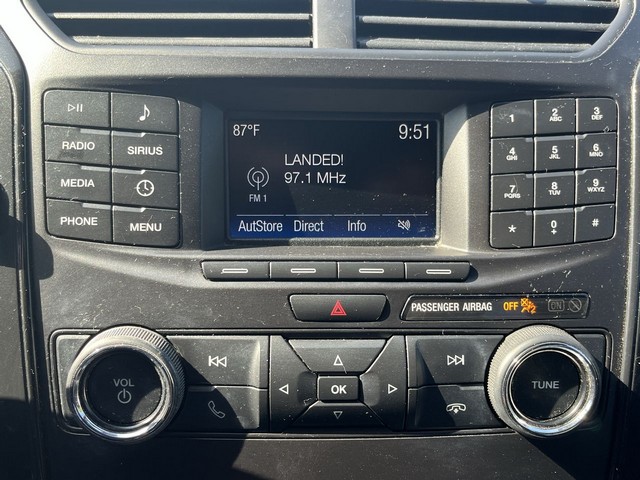 87°F
9:51
LANDED!
97.1 MHz
FM 1
AutoStore Direct Info
RADIO
SIRIUS
MEDIA
PHONE
MENU
1
2 ABC
3 DEF
4 GHI
5 JKL
6 MNO
7 PQRS
8 TUV
9 WXYZ
*
0 +
#
PASSENGER AIRBAG OFF ON
VOL
OK
TUNE